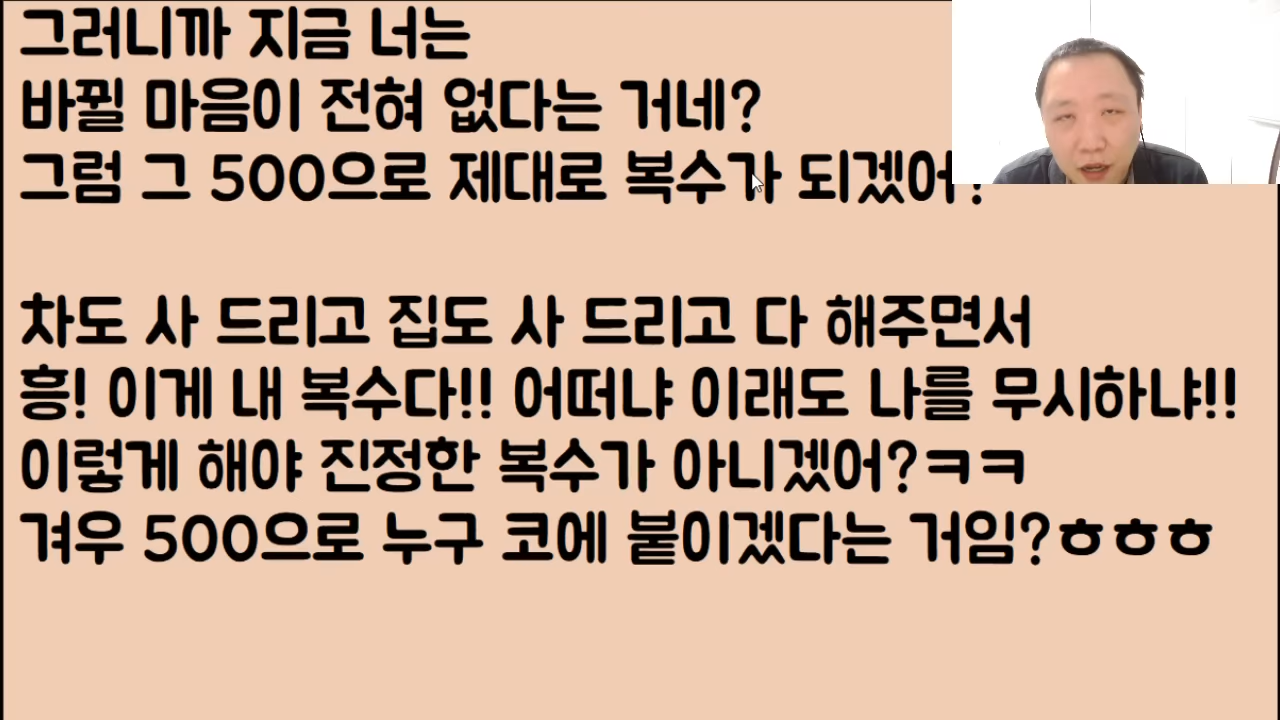 그러니까 지금 너는
바뀔 마음이 전혀 없다는 거네?
그럼 그 500으로 제대로 복수가 되겠어?
차도 사 드리고 집도 사 드리고 다 해주면서
흥! 이게 내 복수다!! 어떠냐 이래도 나를 무시하냐!!
이렇게 해야 진정한 복수가 아니겠어?ㅋㅋ
겨우 500으로 누구 코에 붙이겠다는 거임?ㅎㅎㅎ